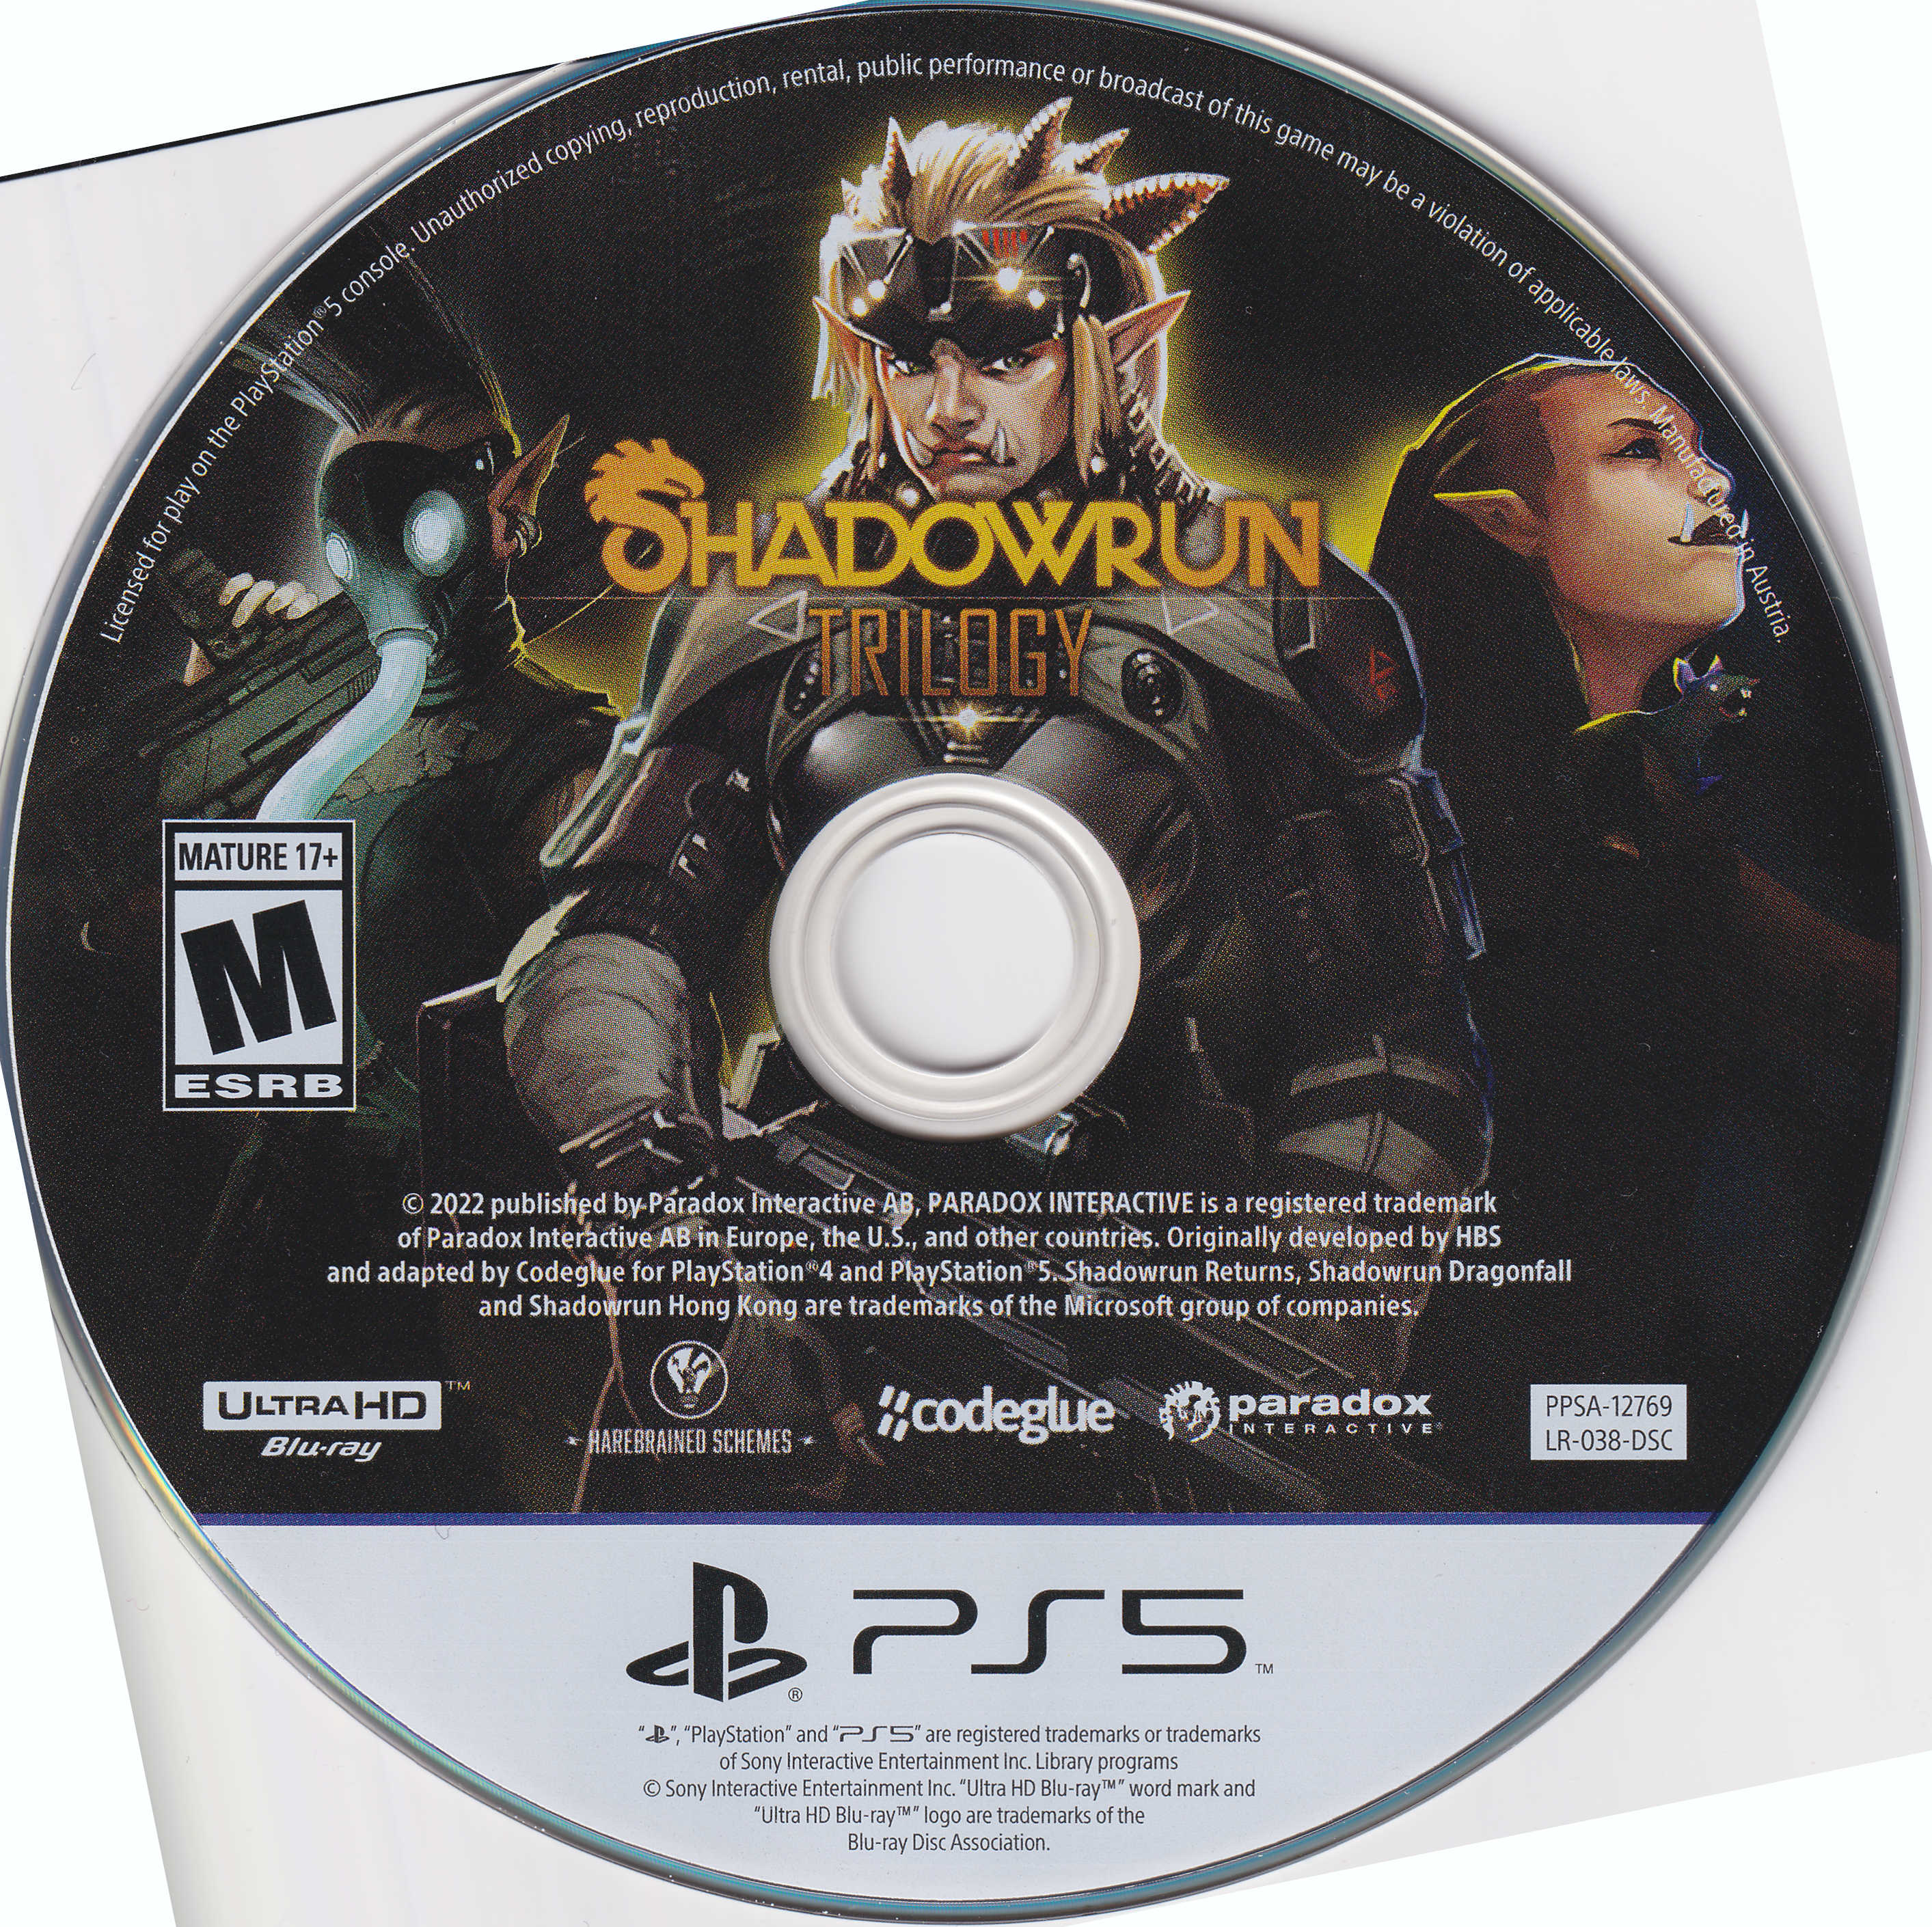 Licensed for play on the PlayStation®5 console. Unauthorized copying, reproduction, rental, public performance or broadcast of this game may be a violation of applicable laws. Manufactured in Austria.
SHADOWRUN
TRILOGY
MATURE 17+
M
ESRB
© 2022 published by Paradox Interactive AB, PARADOX INTERACTIVE is a registered trademark
of Paradox Interactive AB in Europe, the U.S., and other countries. Originally developed by HBS
and adapted by Codeglue for PlayStation®4 and PlayStation®5. Shadowrun Returns, Shadowrun Dragonfall
and Shadowrun Hong Kong are trademarks of the Microsoft group of companies.
ULTRA HD™
Blu-ray
HAREBRAINED SCHEMES
codeglue
paradox
INTERACTIVE®
PPSA-12769
LR-038-DSC
® PS5™
“PS”, “PlayStation” and “PS5” are registered trademarks or trademarks
of Sony Interactive Entertainment Inc. Library programs
© Sony Interactive Entertainment Inc. “Ultra HD Blu-ray™” word mark and
“Ultra HD Blu-ray™” logo are trademarks of the
Blu-ray Disc Association.